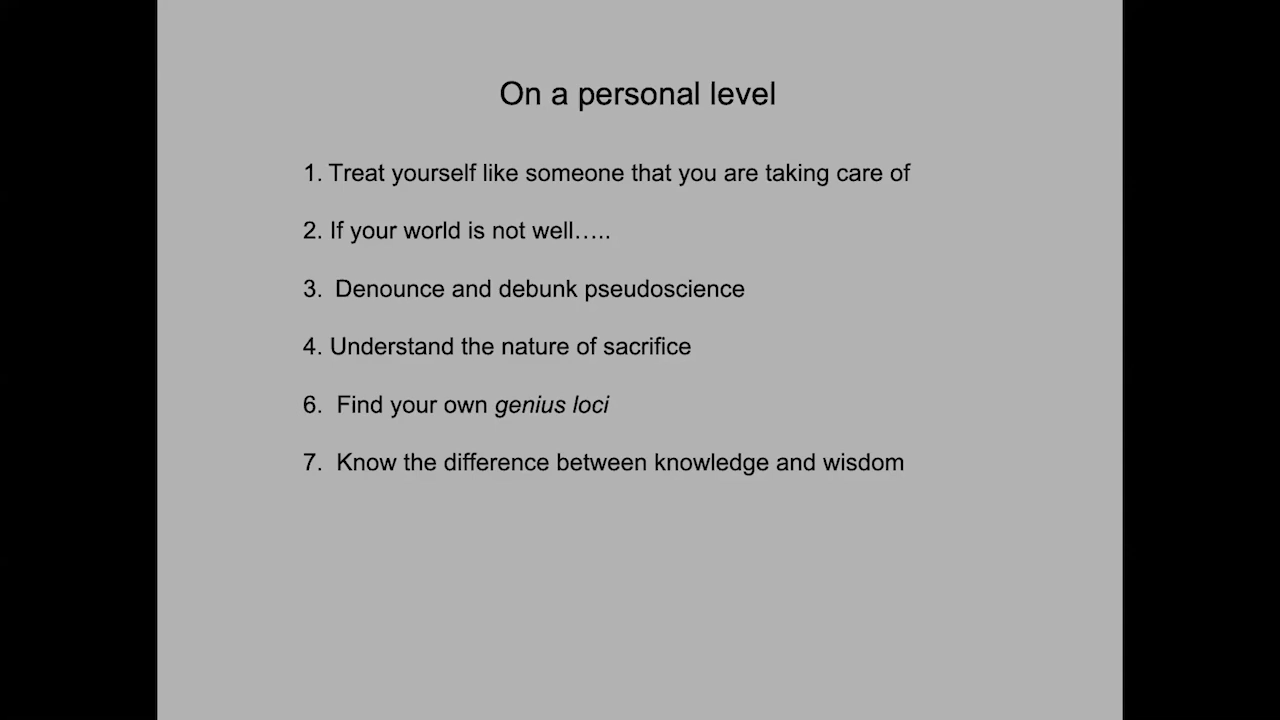 On a personal level
1. Treat yourself like someone that you are taking care of
2. If your world is not well…..
3. Denounce and debunk pseudoscience
4. Understand the nature of sacrifice
6. Find your own genius loci
7. Know the difference between knowledge and wisdom